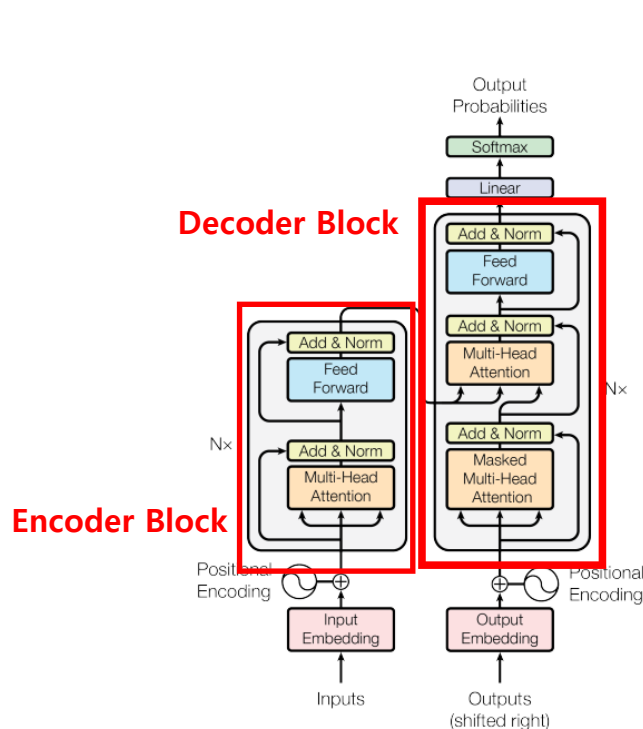 Output
Probabilities
Softmax
Linear
Decoder Block
Add & Norm
Feed
Forward
Add & Norm
Multi-Head
Attention
Nx
Add & Norm
Masked
Multi-Head
Attention
Add & Norm
Feed
Forward
Nx
Add & Norm
Multi-Head
Attention
Encoder Block
Positional
Encoding
Positional
Encoding
Input
Embedding
Output
Embedding
Inputs
Outputs
(shifted right)